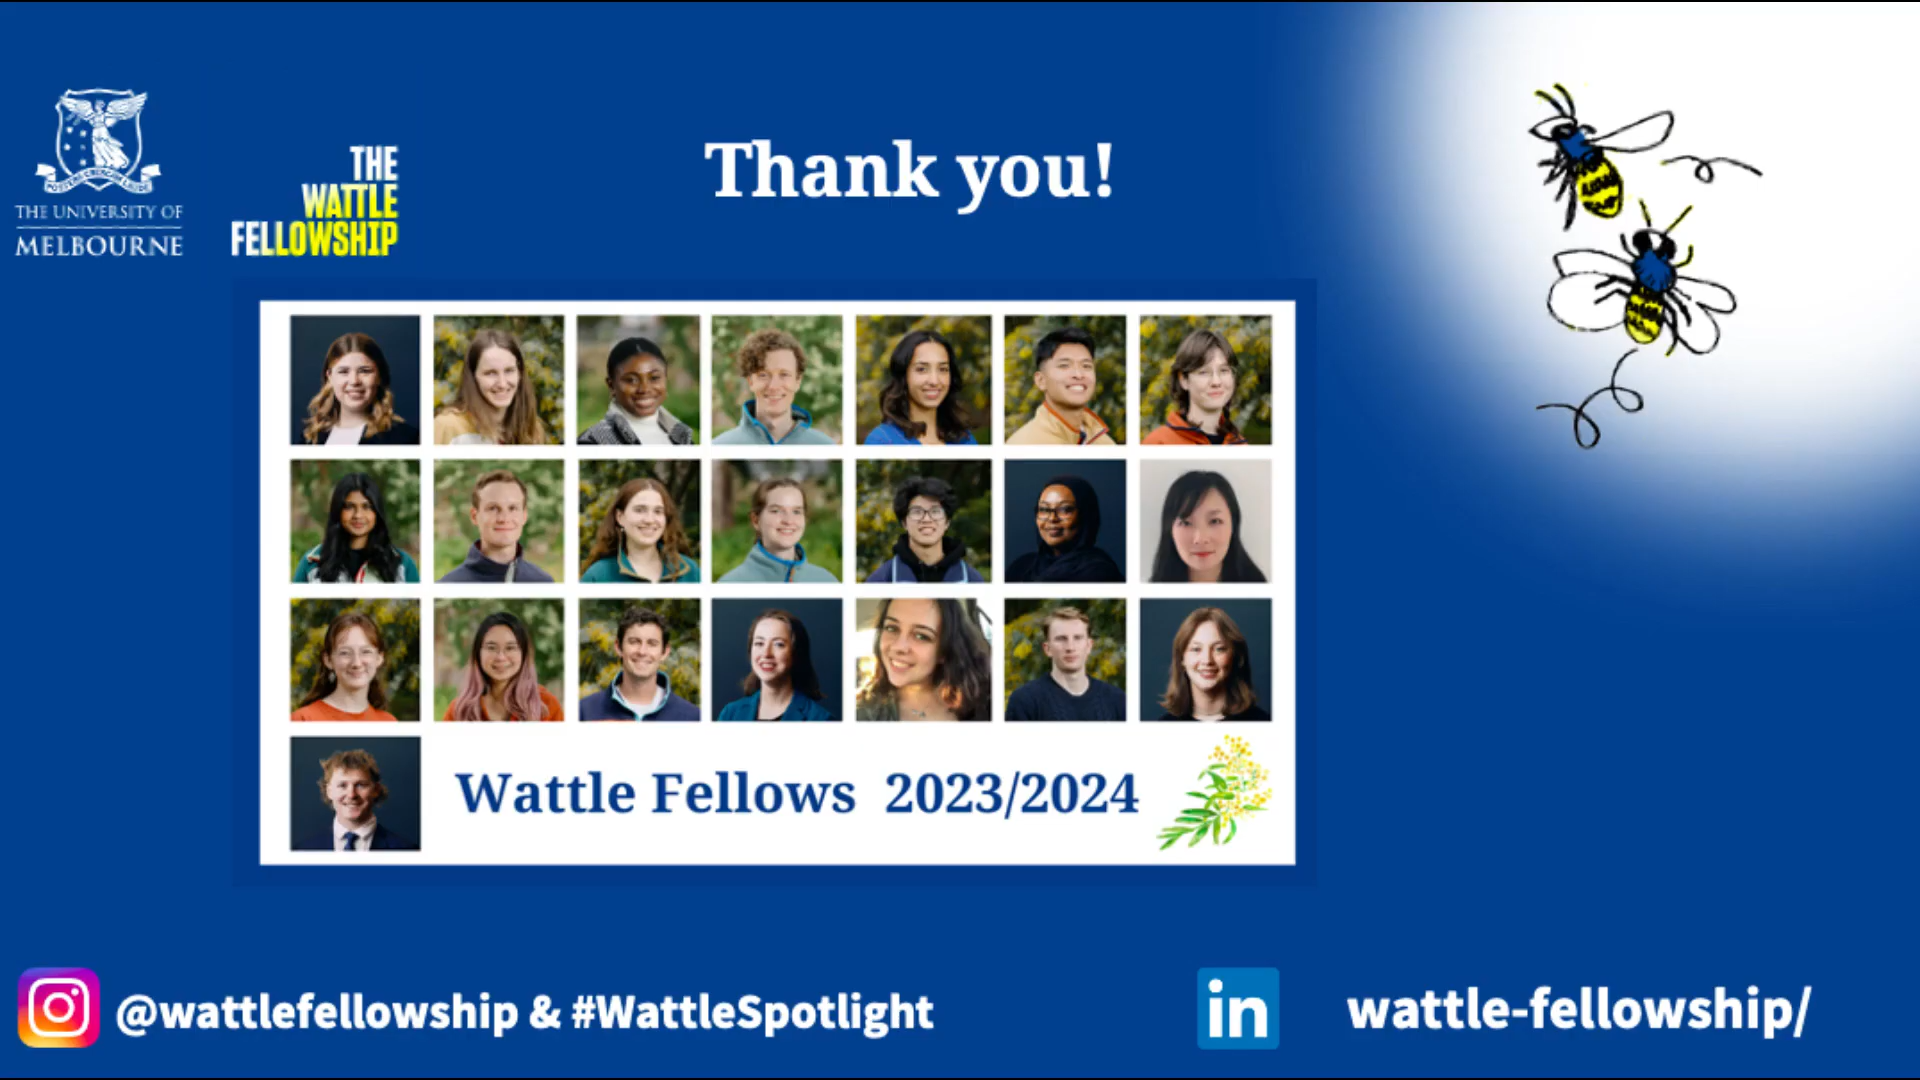 THE UNIVERSITY OF
MELBOURNE
THE
WATTLE
FELLOWSHIP
Thank you!
Wattle Fellows 2023/2024
@wattlefellowship & #WattleSpotlight
in
wattle-fellowship/